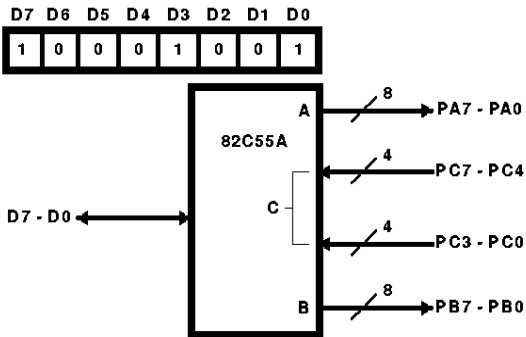 D7 D6 D5 D4 D3 D2 D1 D0
1 0 0 0 1 0 0 1
A 8 PA7 - PA0
82C55A
4 PC7 - PC4
C
D7 - D0
4 PC3 - PC0
B 8 PB7 - PB0